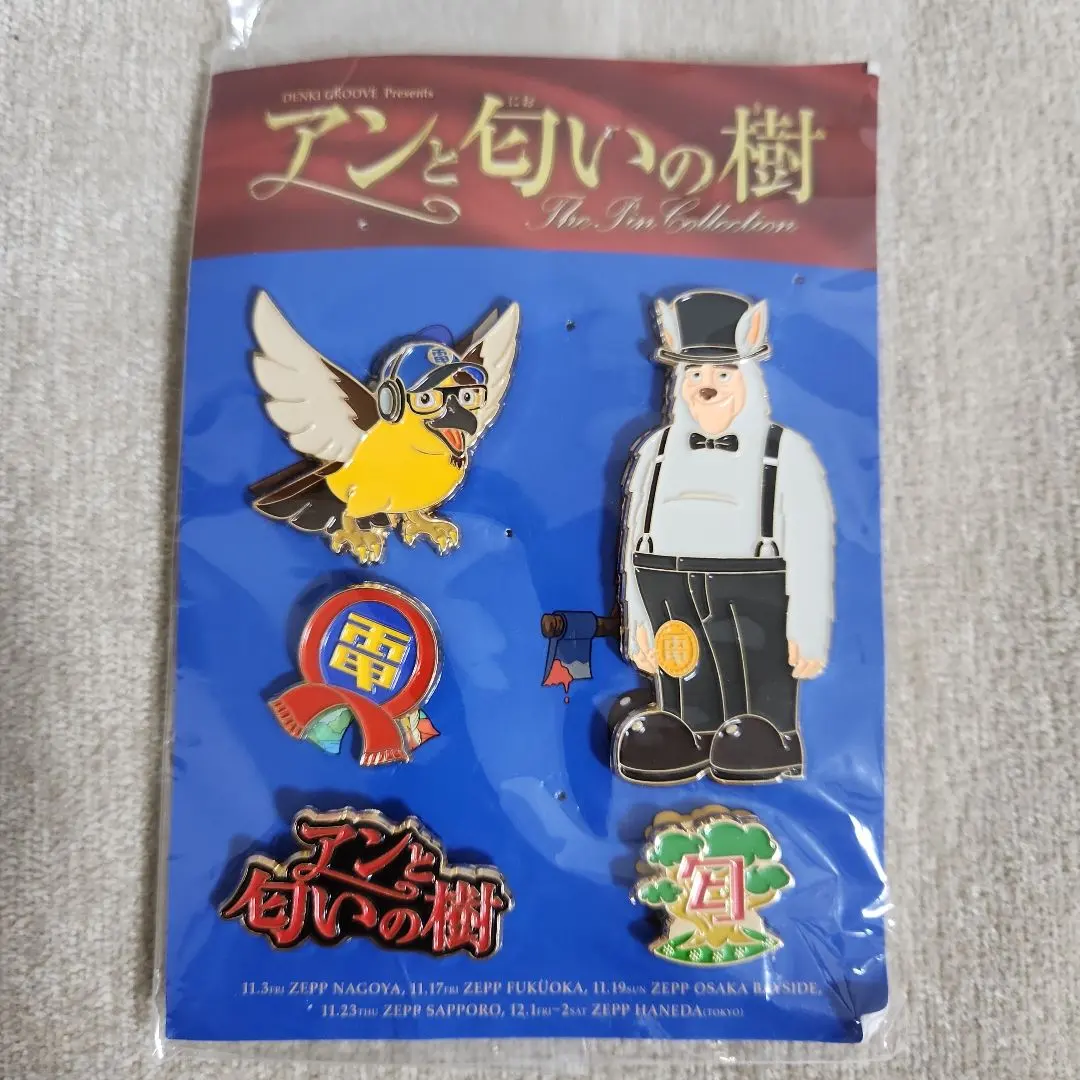 DENKI GROOVE Presents
にお
アンと匂いの樹
The Pin Collection
電
電
電
アンと
匂いの樹
匂
11.3FRI ZEPP NAGOYA, 11.17FRI ZEPP FUKUOKA, 11.19SUN ZEPP OSAKA BAYSIDE,
11.23THU ZEPP SAPPORO, 12.1FRI~2SAT ZEPP HANEDA(TOKYO)